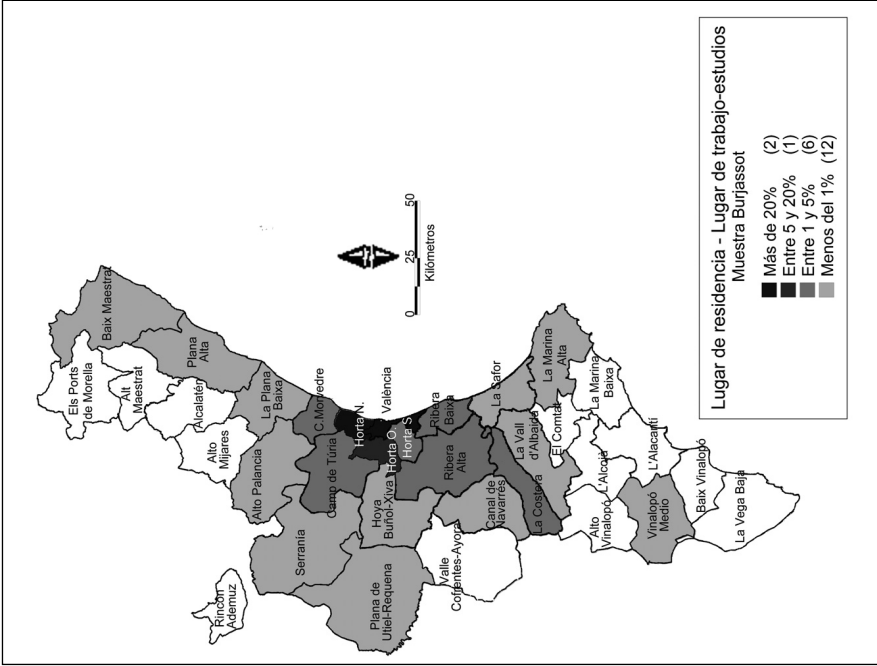 Els Ports
de Morella
Baix Maestrat
Alt
Maestrat
Plana
Alta
Alcalatén
Alto
Mijares
La Plana
Baixa
Alto Palancia
C.Morvedre
Camp de Túria
Serranía
Rincón
Ademuz
Horta N.
València
Horta O.
Horta S.
Hoya
Buñol-Xiva
Plana de
Utiel-Requena
Ribera
Baixa
Ribera
Alta
Valle
Cofrentes-Ayora
Canal de
Navarrés
La Costera
La Safor
La Vall
d'Albaida
La Marina
Alta
El Comtat
La Marina
Baixa
L'Alcoià
Alto
Vinalopó
L'Alacantí
Vinalopó
Medio
Baix Vinalopó
La Vega Baja
0 25 50
Kilómetros
Lugar de residencia - Lugar de trabajo-estudios
Muestra Burjassot
Más de 20% (2)
Entre 5 y 20% (1)
Entre 1 y 5% (6)
Menos del 1% (12)